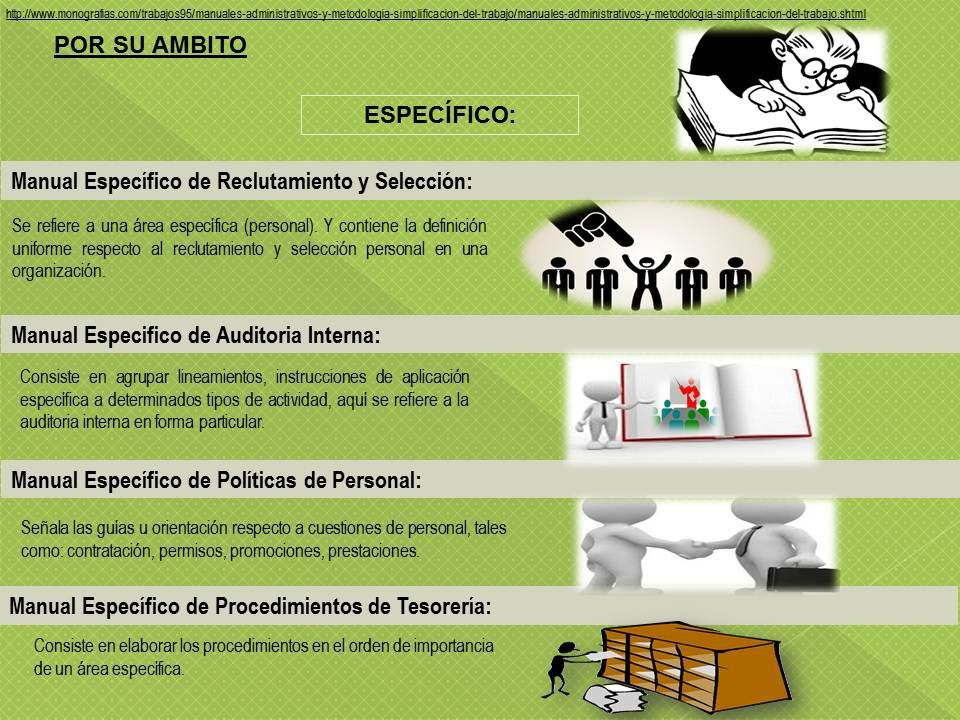 http://www.monografias.com/trabajos95/manuales-administrativos-y-metodologia-simplificacion-del-trabajo/manuales-administrativos-y-metodologia-simplificacion-del-trabajo.shtml
POR SU AMBITO
ESPECÍFICO:
Manual Específico de Reclutamiento y Selección:
Se refiere a una área específica (personal). Y contiene la definición
uniforme respecto al reclutamiento y selección personal en una
organización.
Manual Especifico de Auditoria Interna:
Consiste en agrupar lineamientos, instrucciones de aplicación
específica a determinados tipos de actividad, aquí se refiere a la
auditoria interna en forma particular.
Manual Específico de Políticas de Personal:
Señala las guías u orientación respecto a cuestiones de personal, tales
como: contratación, permisos, promociones, prestaciones.
Manual Específico de Procedimientos de Tesorería:
Consiste en elaborar los procedimientos en el orden de importancia
de un área específica.